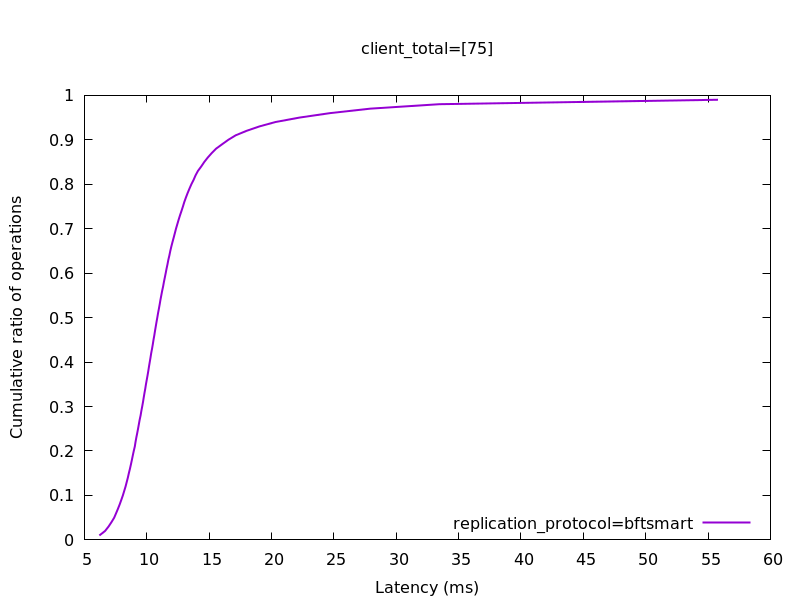 client_total=[75]
1
0.9
0.8
0.7
0.6
0.5
0.4
0.3
0.2
0.1
0
Cumulative ratio of operations
replication_protocol=bftsmart
5 10 15 20 25 30 35 40 45 50 55 60
Latency (ms)